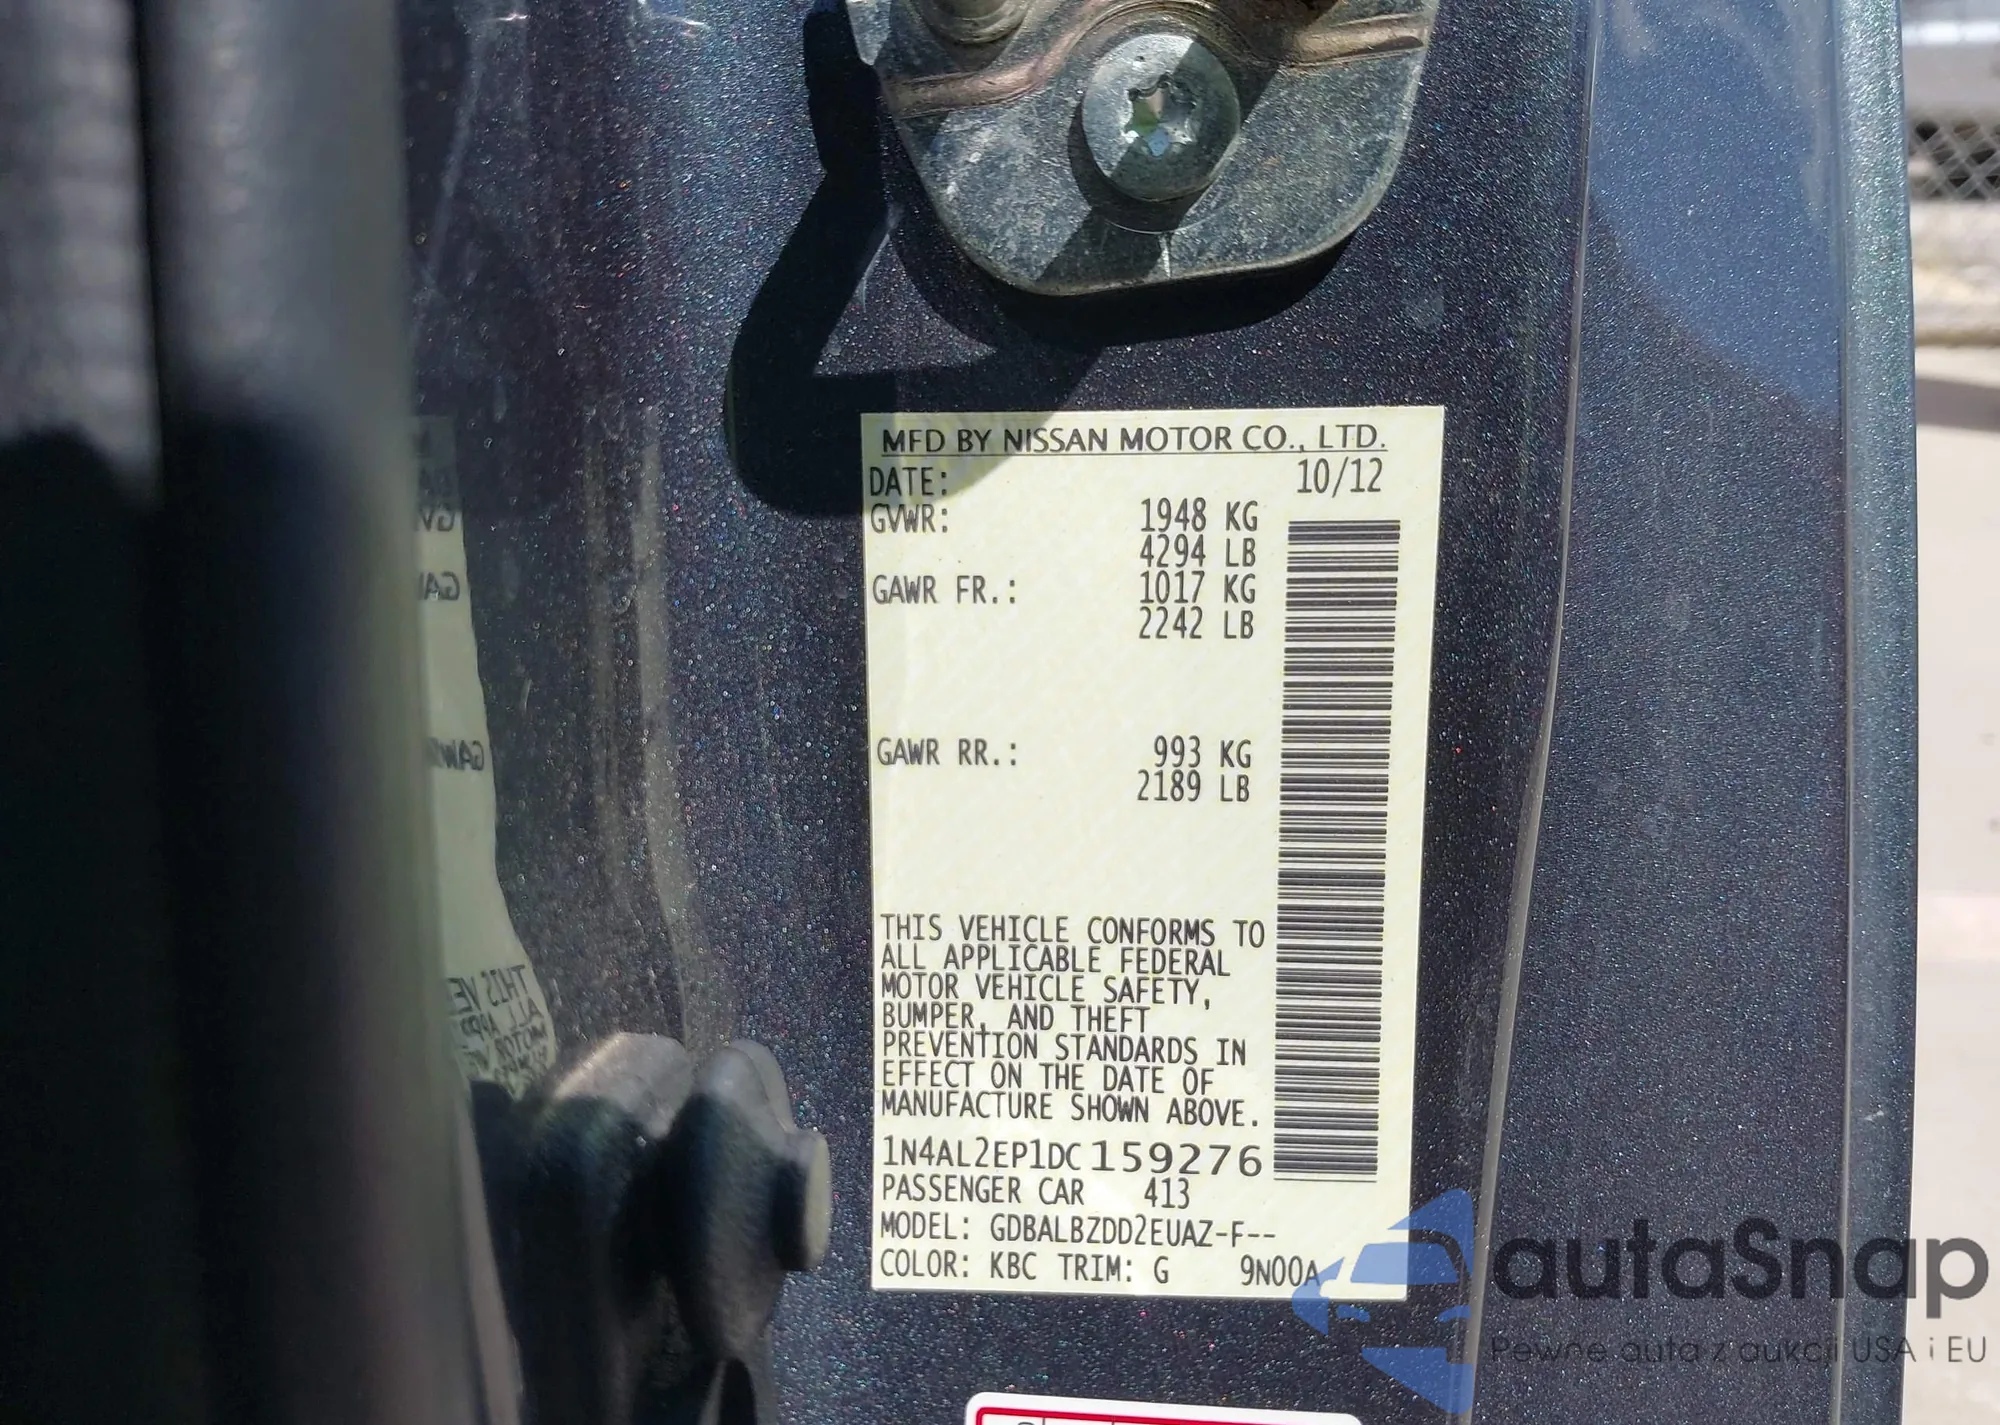 MFD BY NISSAN MOTOR CO., LTD.
DATE: 10/12
GVWR: 1948 KG
4294 LB
GAWR FR.: 1017 KG
2242 LB
GAWR RR.: 993 KG
2189 LB
THIS VEHICLE CONFORMS TO
ALL APPLICABLE FEDERAL
MOTOR VEHICLE SAFETY,
BUMPER, AND THEFT
PREVENTION STANDARDS IN
EFFECT ON THE DATE OF
MANUFACTURE SHOWN ABOVE.
1N4AL2EP1DC159276
PASSENGER CAR 413
MODEL: GDBALBZDD2EUAZ-F--
COLOR: KBC TRIM: G 9N00A
autaSnap
Pewne auta z aukcji USA i EU